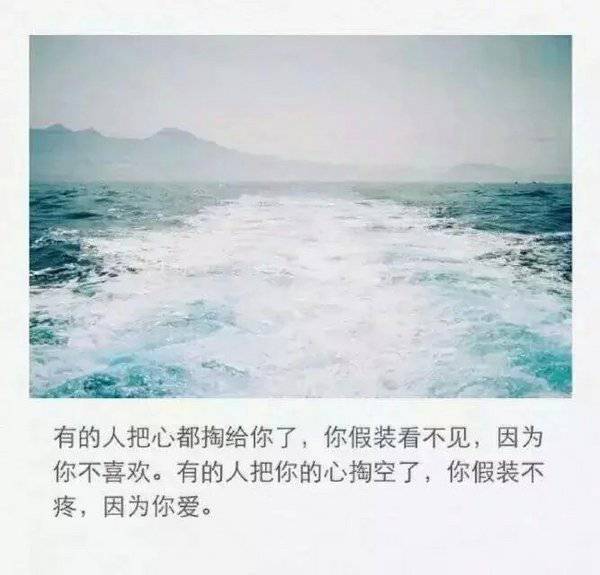 有的人把心都掏给你了，你假装看不见，因为
你不喜欢。有的人把你的心掏空了，你假装不
疼，因为你爱。